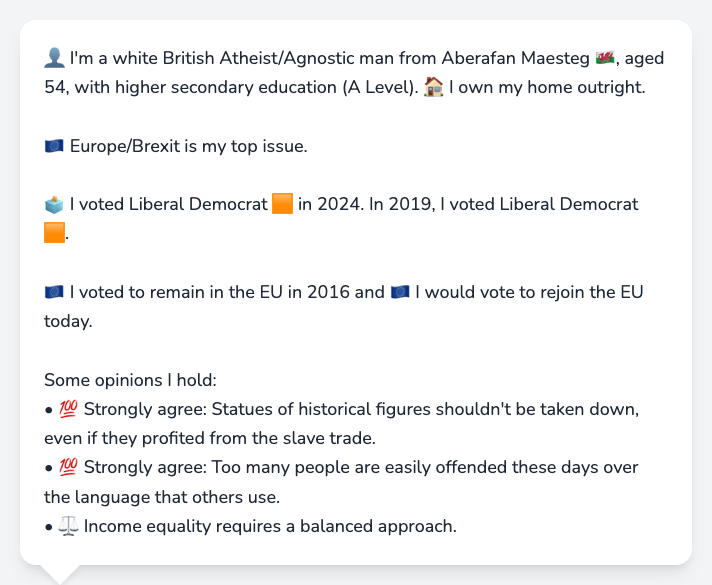 👤 I'm a white British Atheist/Agnostic man from Aberafan Maesteg 🏴󠁧󠁢󠁷󠁬󠁳󠁿, aged
54, with higher secondary education (A Level). 🏠 I own my home outright.
🇪🇺 Europe/Brexit is my top issue.
🗳️ I voted Liberal Democrat 🟧 in 2024. In 2019, I voted Liberal Democrat
🟧.
🇪🇺 I voted to remain in the EU in 2016 and 🇪🇺 I would vote to rejoin the EU
today.
Some opinions I hold:
• 💯 Strongly agree: Statues of historical figures shouldn't be taken down,
even if they profited from the slave trade.
• 💯 Strongly agree: Too many people are easily offended these days over
the language that others use.
• ⚖️ Income equality requires a balanced approach.